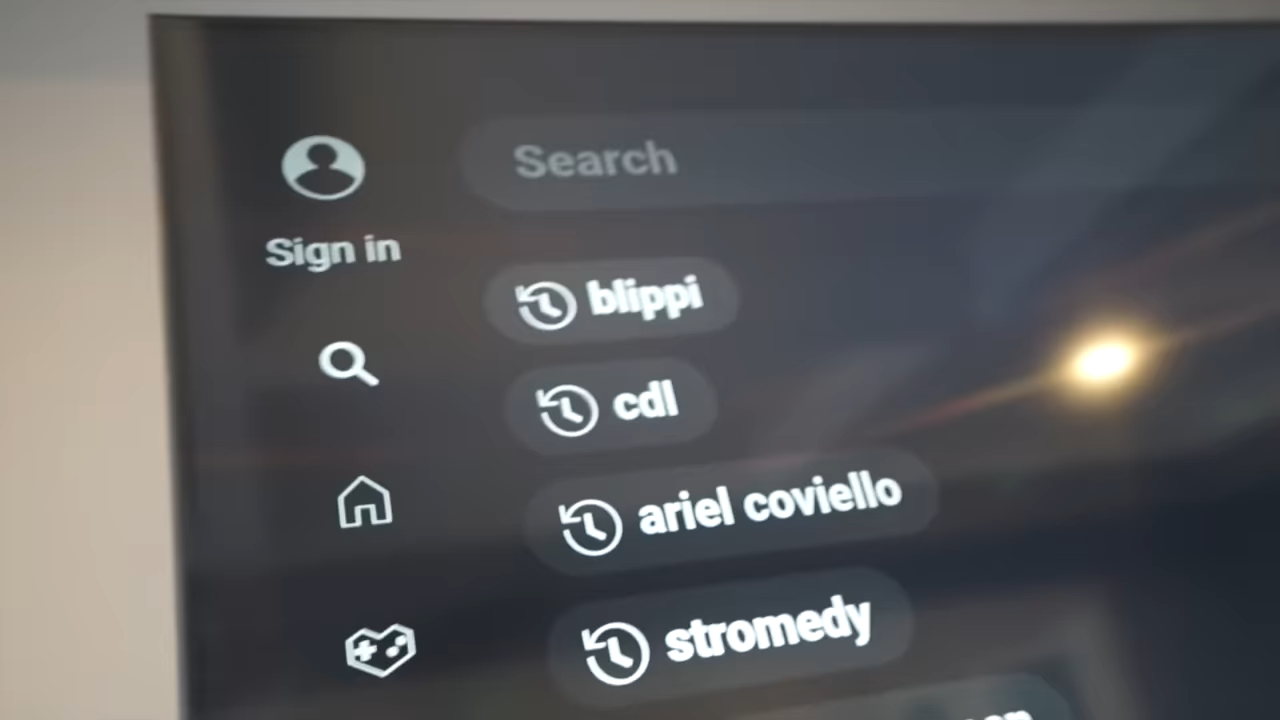 Search
Sign in
blippi
cdl
ariel coviello
stromedy